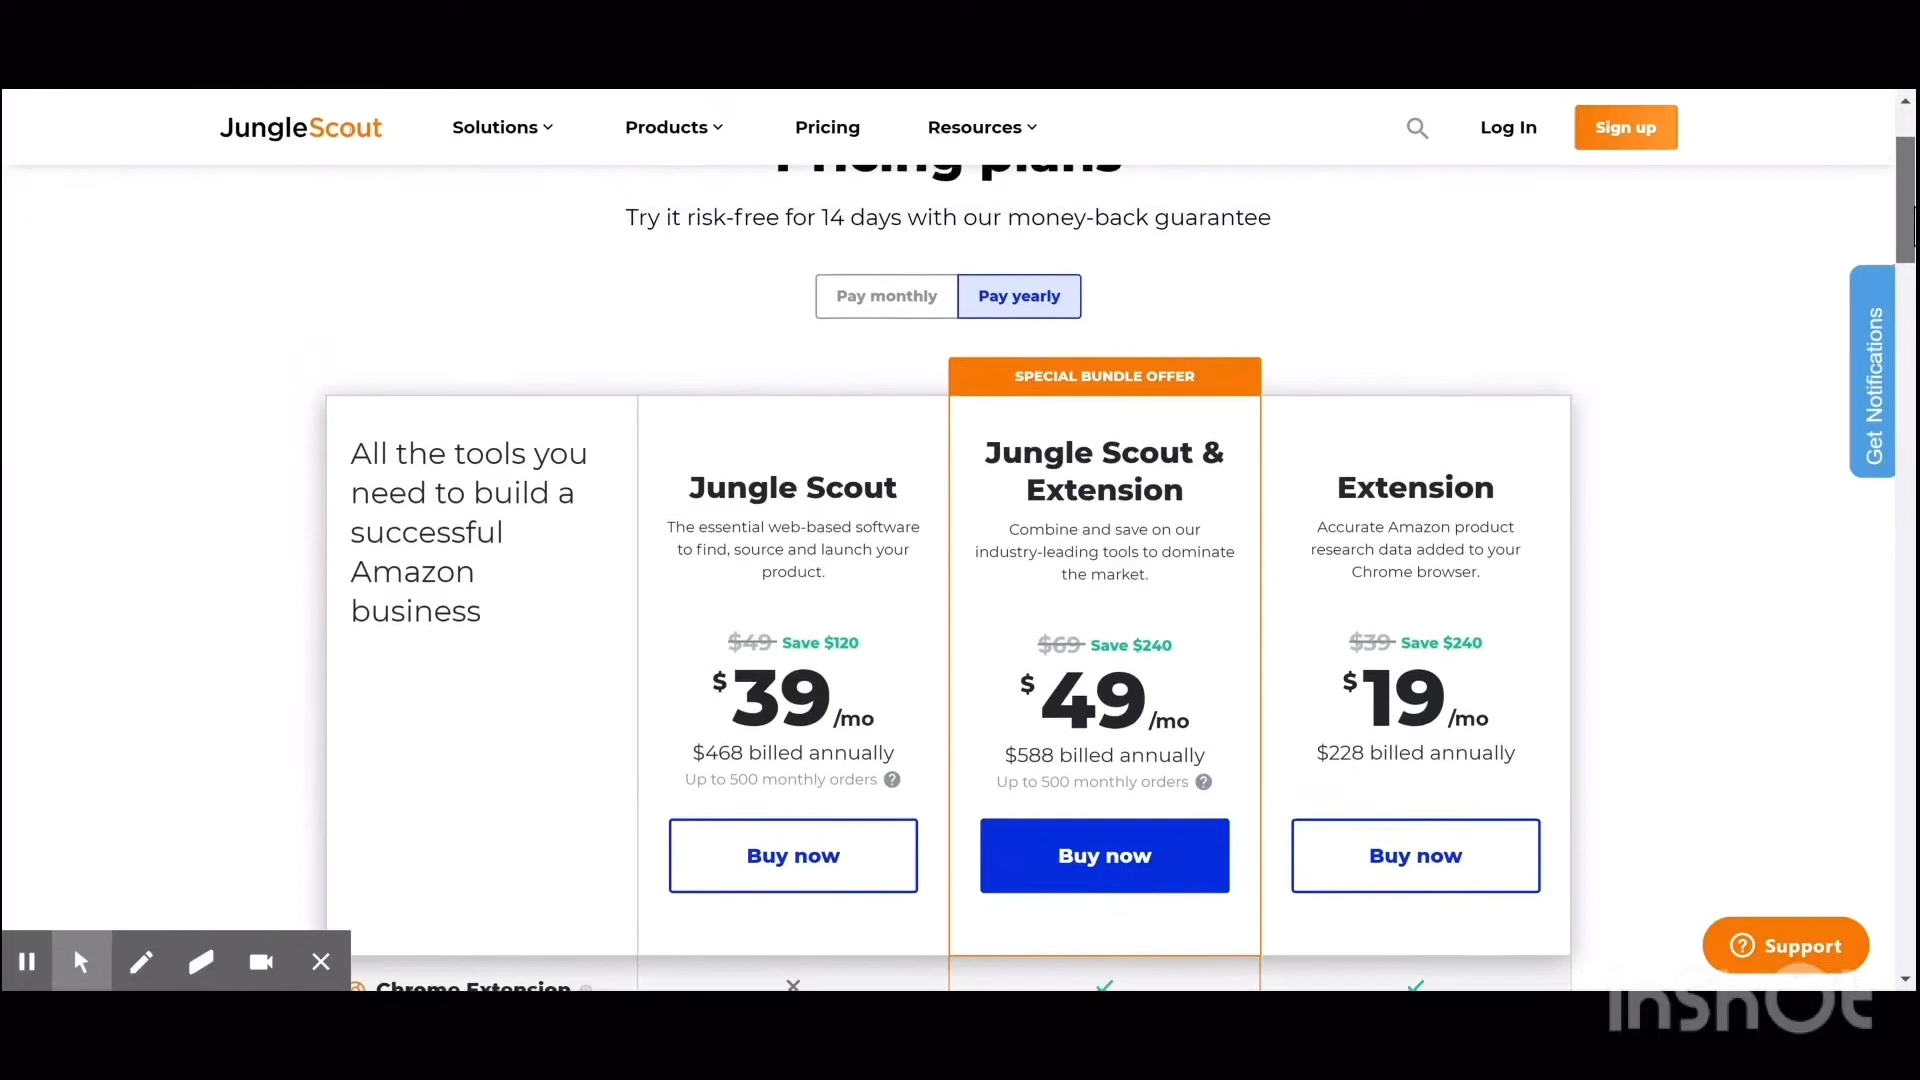 JungleScout
Solutions
Products
Pricing
Resources
Log In
Sign up
Pricing plans
Try it risk-free for 14 days with our money-back guarantee
Pay monthly
Pay yearly
Get Notifications
SPECIAL BUNDLE OFFER
All the tools you
need to build a
successful
Amazon
business
Jungle Scout
The essential web-based software
to find, source and launch your
product.
$49 Save $120
$39/mo
$468 billed annually
Up to 500 monthly orders ?
Buy now
Jungle Scout &
Extension
Combine and save on our
industry-leading tools to dominate
the market.
$69 Save $240
$49/mo
$588 billed annually
Up to 500 monthly orders ?
Buy now
Extension
Accurate Amazon product
research data added to your
Chrome browser.
$39 Save $240
$19/mo
$228 billed annually
Buy now
Chrome Extension
? Support
InShOt